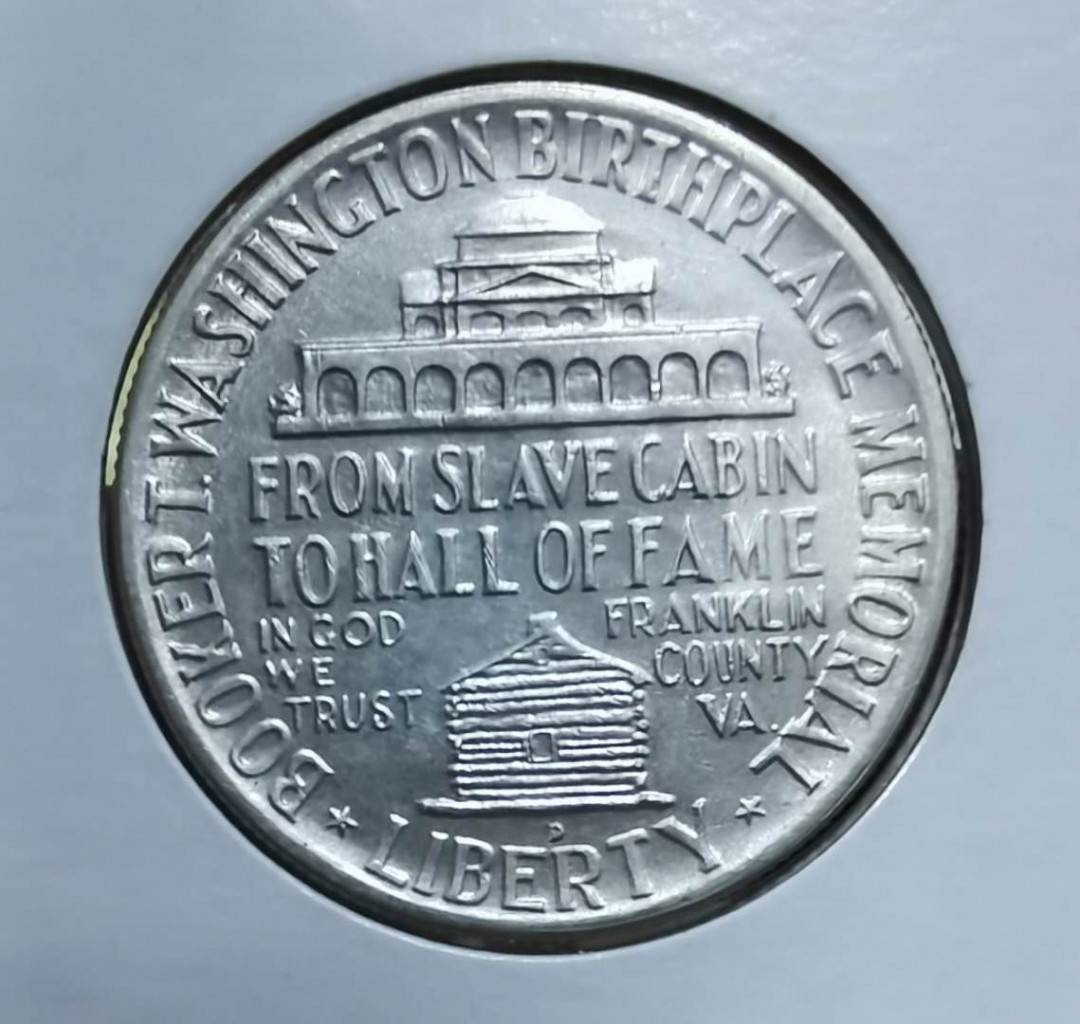 BOOKER T. WASHINGTON BIRTHPLACE MEMORIAL
FROM SLAVE CABIN
TO HALL OF FAME
IN GOD
WE
TRUST
FRANKLIN
COUNTY
VA.
D
★ LIBERTY ★